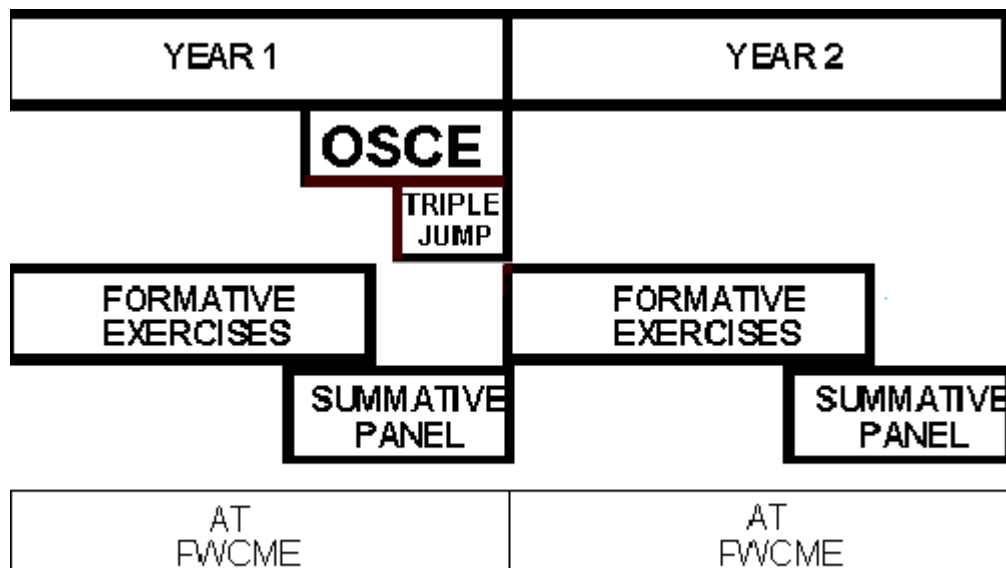 YEAR 1
YEAR 2
OSCE
TRIPLE
JUMP
FORMATIVE
EXERCISES
FORMATIVE
EXERCISES
SUMMATIVE
PANEL
SUMMATIVE
PANEL
AT
FWCME
AT
FWCME